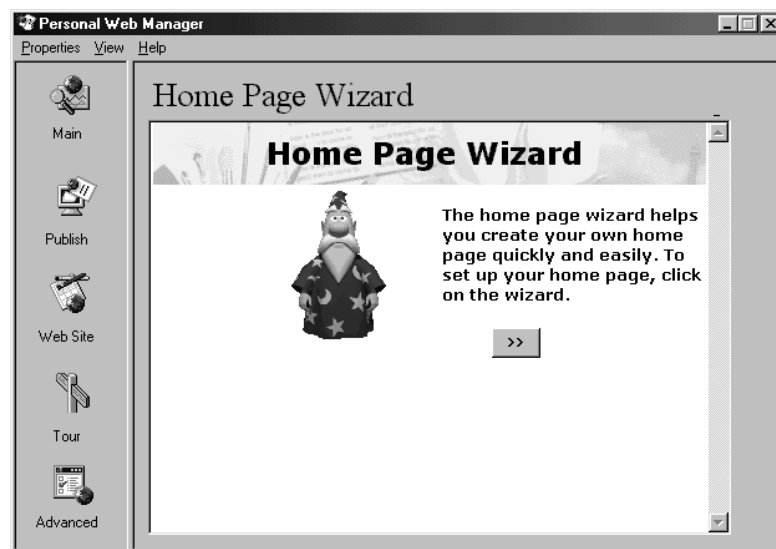 Personal Web Manager
Properties View Help
Main
Publish
Web Site
Tour
Advanced
Home Page Wizard
Home Page Wizard
The home page wizard helps
you create your own home
page quickly and easily. To
set up your home page, click
on the wizard.
>>